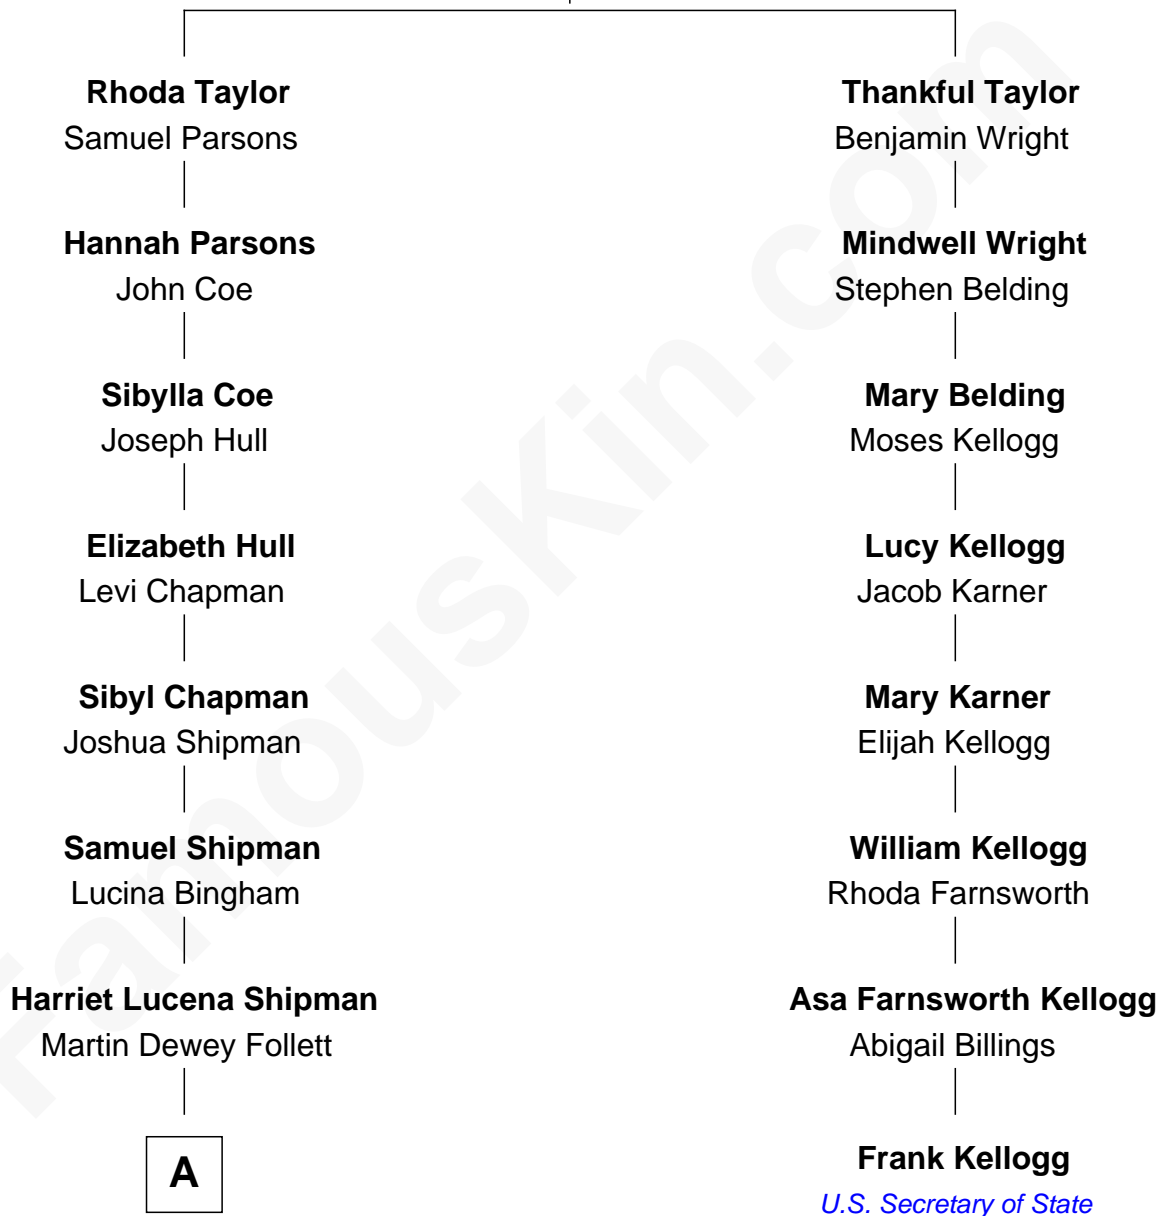 Rhoda Taylor
Samuel Parsons
Thankful Taylor
Benjamin Wright
Hannah Parsons
John Coe
Mindwell Wright
Stephen Belding
Sibylla Coe
Joseph Hull
Mary Belding
Moses Kellogg
Elizabeth Hull
Levi Chapman
Lucy Kellogg
Jacob Karner
Sibyl Chapman
Joshua Shipman
Mary Karner
Elijah Kellogg
Samuel Shipman
Lucina Bingham
William Kellogg
Rhoda Farnsworth
Harriet Lucena Shipman
Martin Dewey Follett
Asa Farnsworth Kellogg
Abigail Billings
A
Frank Kellogg
U.S. Secretary of State
FamousKin.com